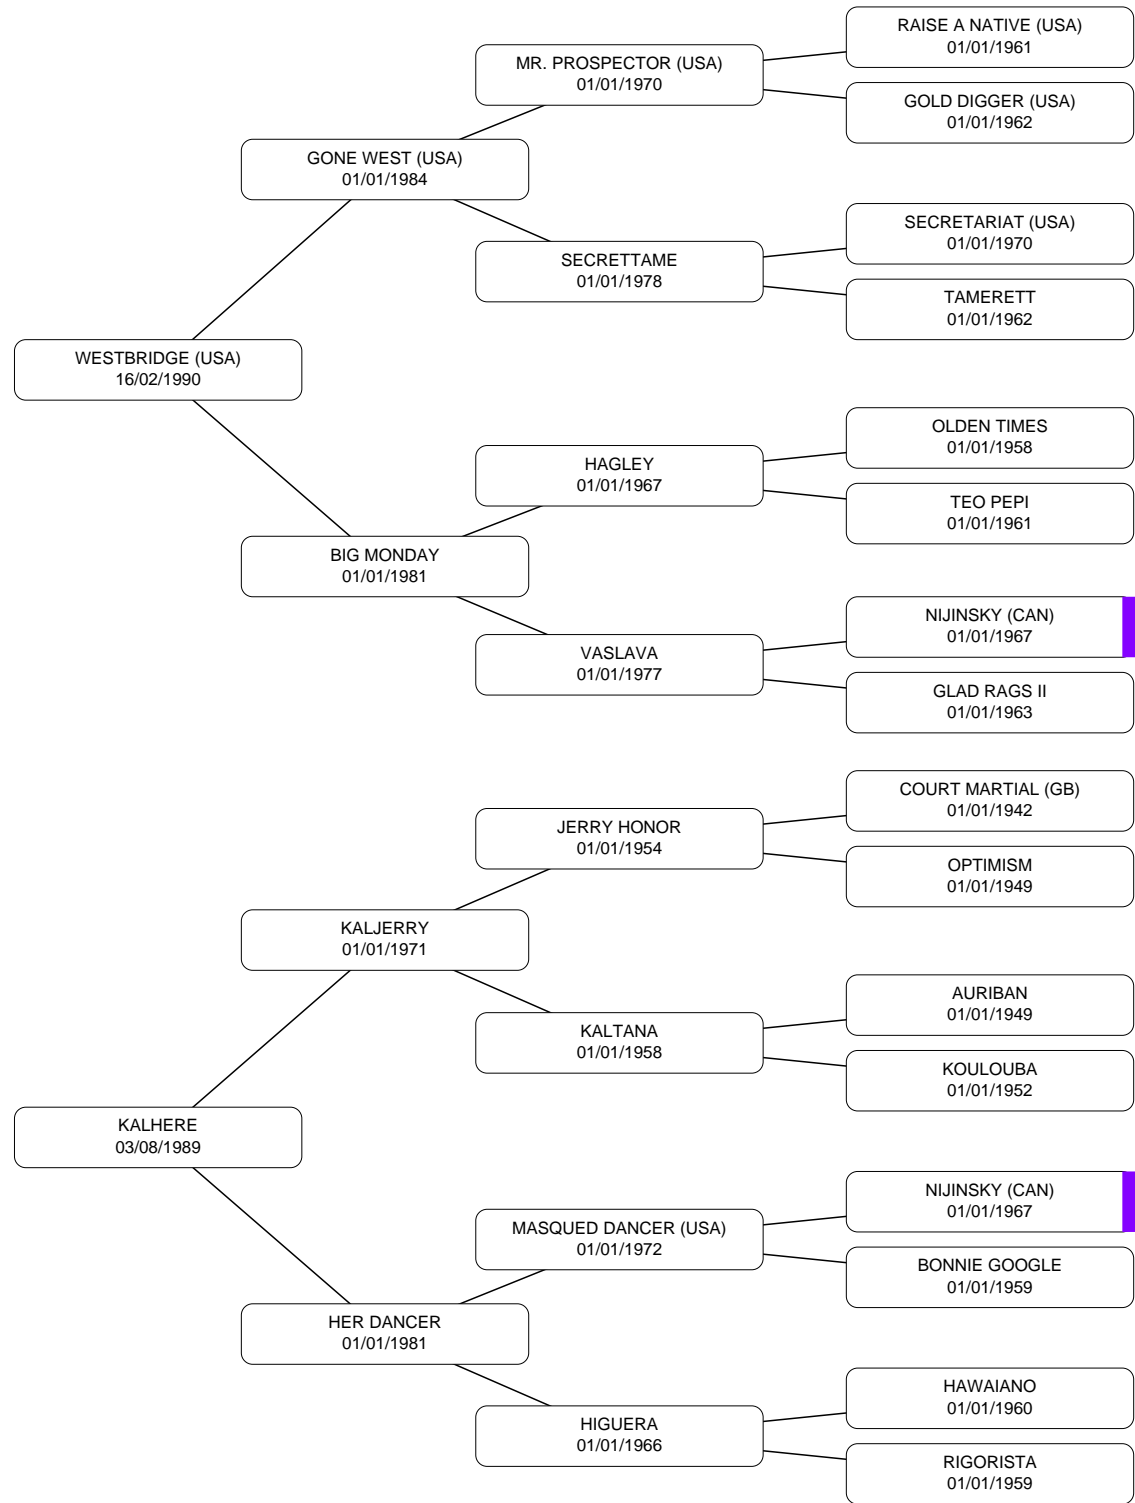 RAISE A NATIVE (USA)
01/01/1961
MR. PROSPECTOR (USA)
01/01/1970
GOLD DIGGER (USA)
01/01/1962
GONE WEST (USA)
01/01/1984
SECRETARIAT (USA)
01/01/1970
SECRETTAME
01/01/1978
TAMERETT
01/01/1962
WESTBRIDGE (USA)
16/02/1990
OLDEN TIMES
01/01/1958
HAGLEY
01/01/1967
TEO PEPI
01/01/1961
BIG MONDAY
01/01/1981
NIJINSKY (CAN)
01/01/1967
VASLAVA
01/01/1977
GLAD RAGS II
01/01/1963
COURT MARTIAL (GB)
01/01/1942
JERRY HONOR
01/01/1954
OPTIMISM
01/01/1949
KALJERRY
01/01/1971
AURIBAN
01/01/1949
KALTANA
01/01/1958
KOULOUBA
01/01/1952
KALHERE
03/08/1989
NIJINSKY (CAN)
01/01/1967
MASQUED DANCER (USA)
01/01/1972
BONNIE GOOGLE
01/01/1959
HER DANCER
01/01/1981
HAWAIANO
01/01/1960
HIGUERA
01/01/1966
RIGORISTA
01/01/1959